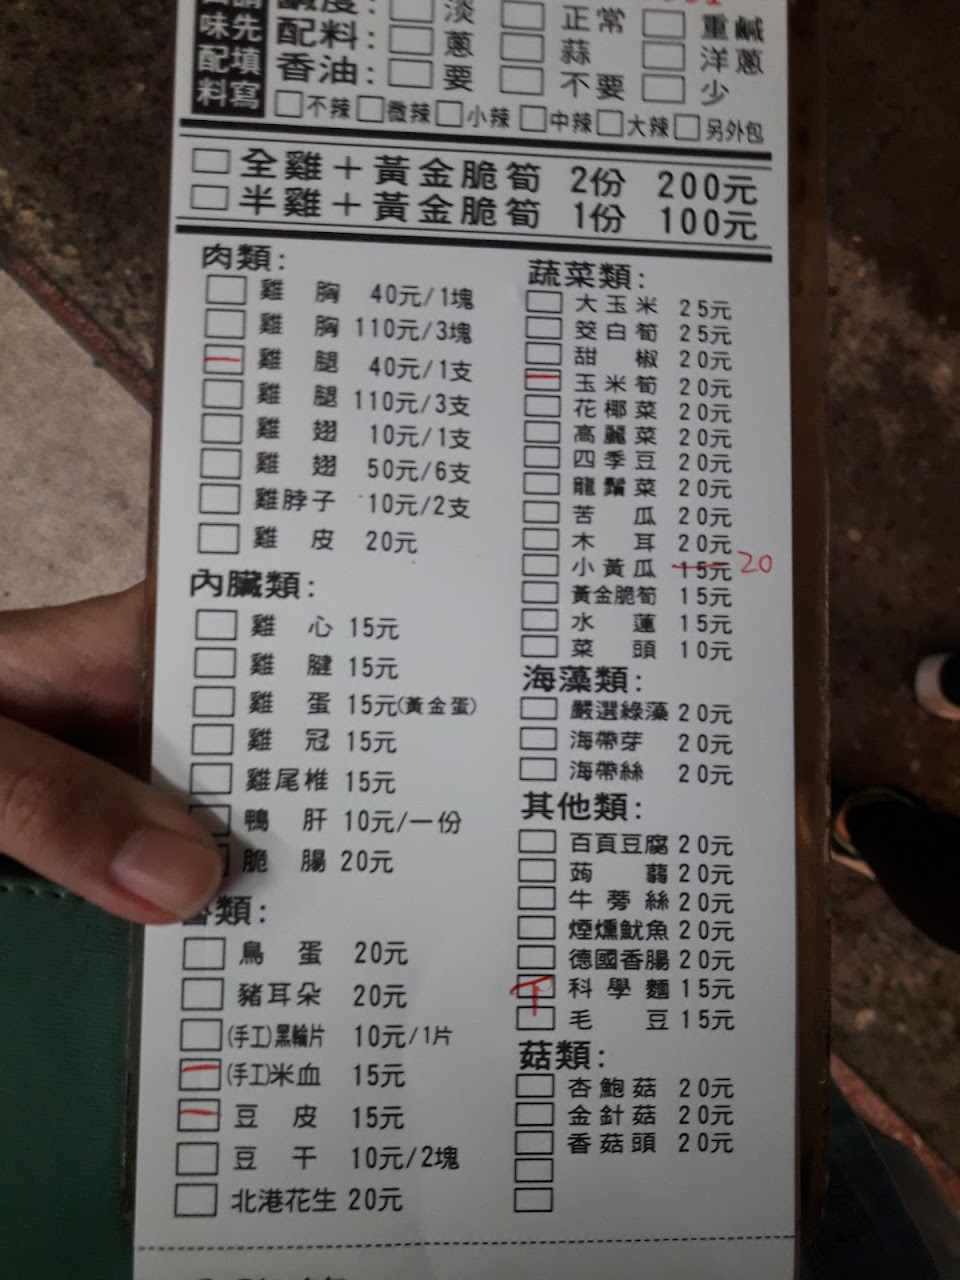 味先
配填
料寫
鹹度: 淡 正常 重鹹
配料: 蔥 蒜 洋蔥
香油: 要 不要 少
不辣 微辣 小辣 中辣 大辣 另外包
全雞+黃金脆筍 2份 200元
半雞+黃金脆筍 1份 100元
肉類:
雞胸 40元/1塊
雞胸 110元/3塊
一 雞腿 40元/1支
雞腿 110元/3支
雞翅 10元/1支
雞翅 50元/6支
雞脖子 10元/2支
雞皮 20元
內臟類:
雞心 15元
雞腱 15元
雞蛋 15元(黃金蛋)
雞冠 15元
雞尾椎 15元
鴨肝 10元/一份
脆腸 20元
類:
鳥蛋 20元
豬耳朵 20元
(手工)黑輪片 10元/1片
一 (手工)米血 15元
一 豆皮 15元
豆干 10元/2塊
北港花生 20元
蔬菜類:
大玉米 25元
筊白筍 25元
甜椒 20元
一 玉米筍 20元
花椰菜 20元
高麗菜 20元
四季豆 20元
龍鬚菜 20元
苦瓜 20元
木耳 20元
小黃瓜 15元 20
黃金脆筍 15元
水蓮 15元
菜頭 10元
海藻類:
嚴選綠藻 20元
海帶芽 20元
海帶絲 20元
其他類:
百頁豆腐 20元
蒟蒻 20元
牛蒡絲 20元
煙燻魷魚 20元
德國香腸 20元
科學麵 15元
毛豆 15元
菇類:
杏鮑菇 20元
金針菇 20元
香菇頭 20元